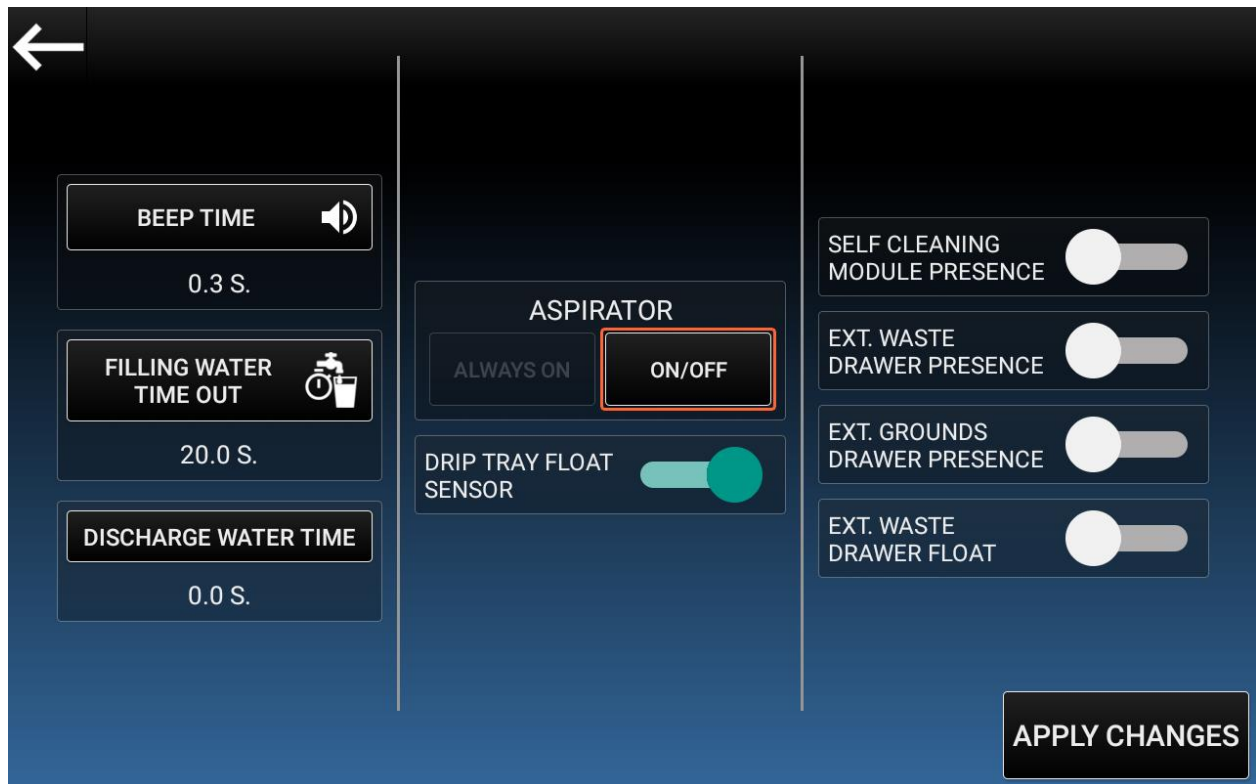 BEEP TIME
0.3 S.
FILLING WATER
TIME OUT
20.0 S.
DISCHARGE WATER TIME
0.0 S.
ASPIRATOR
ALWAYS ON
ON/OFF
DRIP TRAY FLOAT
SENSOR
SELF CLEANING
MODULE PRESENCE
EXT. WASTE
DRAWER PRESENCE
EXT. GROUNDS
DRAWER PRESENCE
EXT. WASTE
DRAWER FLOAT
APPLY CHANGES